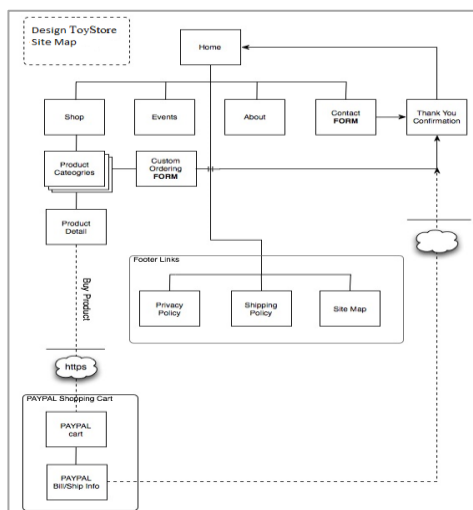 Design ToyStore
Site Map
Home
Shop
Events
About
Contact
FORM
Thank You
Confirmation
Product
Cateogries
Custom
Ordering
FORM
Product
Detail
Buy Product
Footer Links
Privacy
Policy
Shipping
Policy
Site Map
https
PAYPAL Shopping Cart
PAYPAL
cart
PAYPAL
Bill/Ship Info